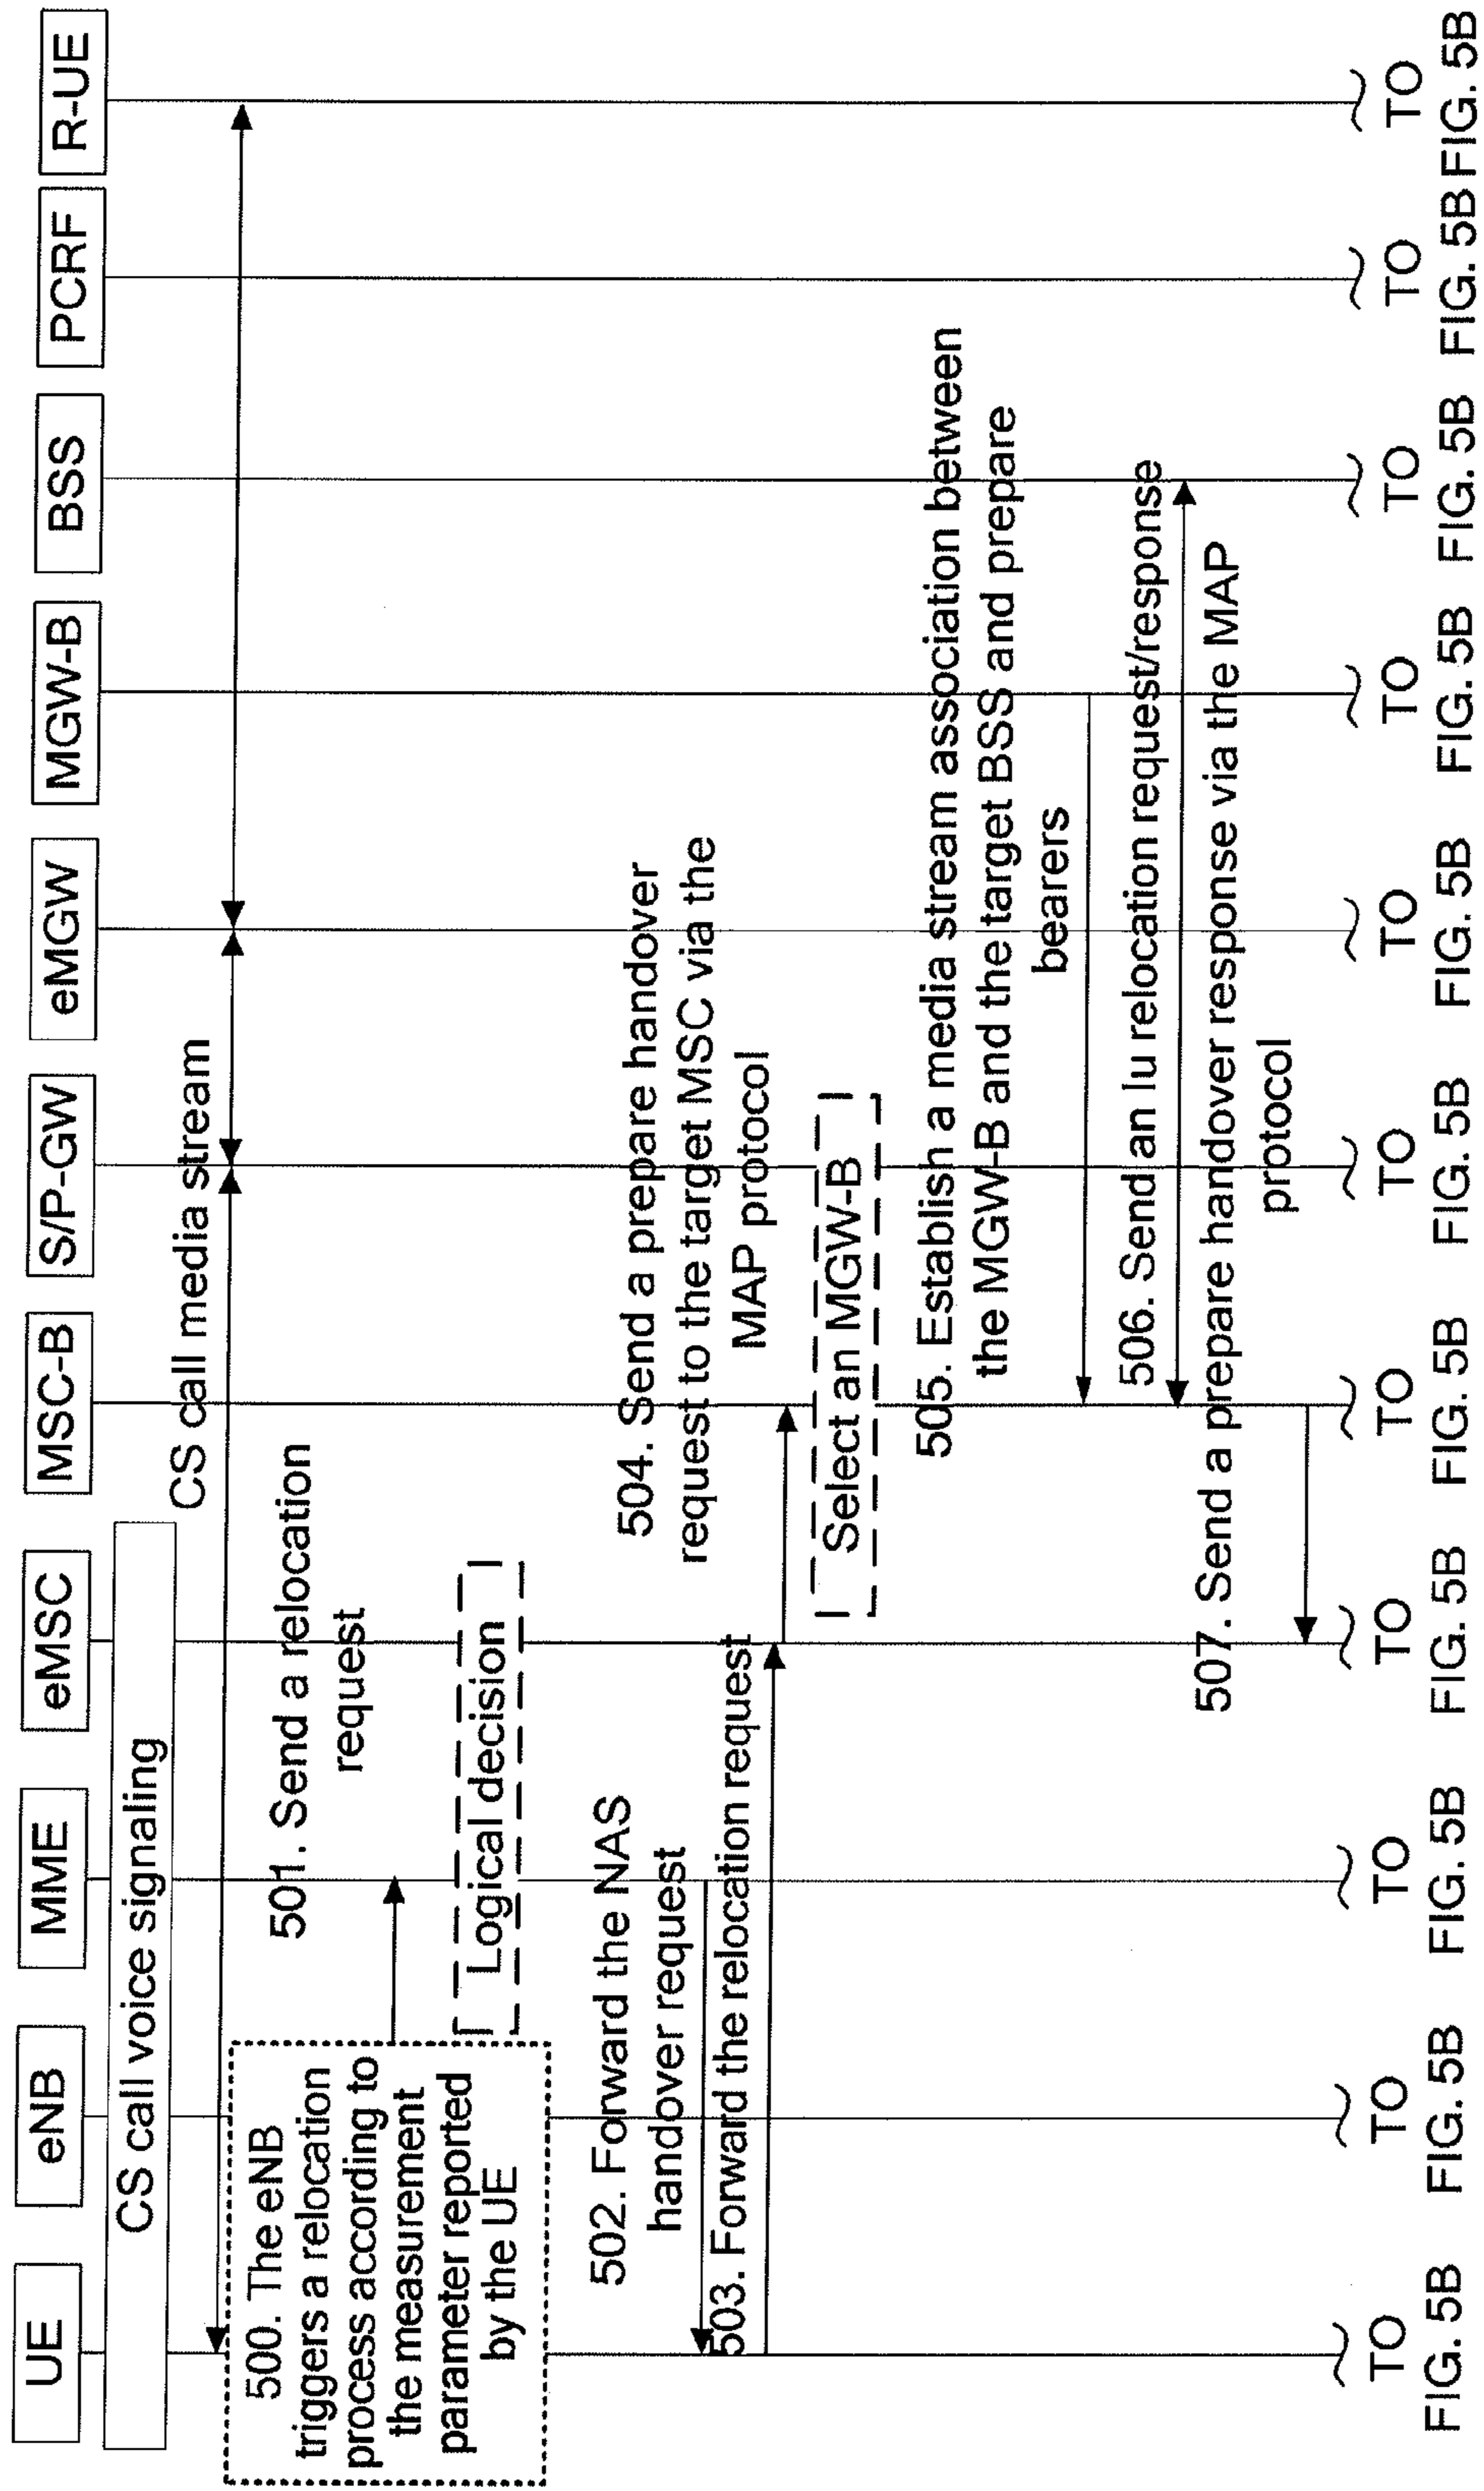 UE
eNB
MME
eMSC
MSC-B
S/P-GW
eMGW
MGW-B
BSS
PCRF
R-UE
CS call voice signaling
CS call media stream
500. The eNB
triggers a relocation
process according to
the measurement
parameter reported
by the UE
501. Send a relocation
request
Logical decision
502. Forward the NAS
handover request
503. Forward the relocation request
504. Send a prepare handover
request to the target MSC via the
MAP protocol
Select an MGW-B
505. Establish a media stream association between
the MGW-B and the target BSS and prepare
bearers
506. Send an Iu relocation request/response
507. Send a prepare handover response via the MAP
protocol
TO
FIG. 5B
TO
FIG. 5B
TO
FIG. 5B
TO
FIG. 5B
TO
FIG. 5B
TO
FIG. 5B
TO
FIG. 5B
TO
FIG. 5B
TO
FIG. 5B
TO
FIG. 5B
TO
FIG. 5B